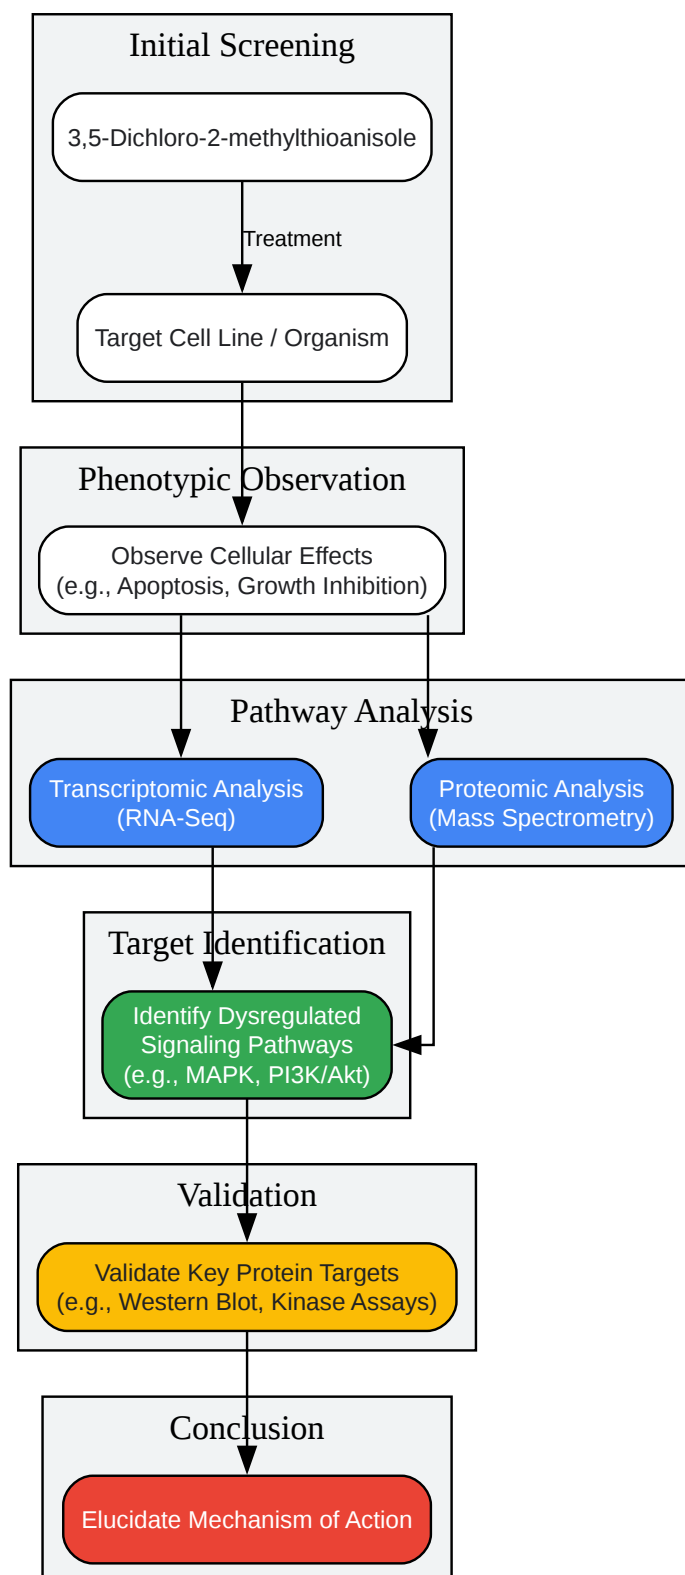 Initial Screening
3,5-Dichloro-2-methylthioanisole
Treatment
Target Cell Line / Organism
Phenotypic Observation
Observe Cellular Effects
(e.g., Apoptosis, Growth Inhibition)
Pathway Analysis
Transcriptomic Analysis
(RNA-Seq)
Proteomic Analysis
(Mass Spectrometry)
Target Identification
Identify Dysregulated
Signaling Pathways
(e.g., MAPK, PI3K/Akt)
Validation
Validate Key Protein Targets
(e.g., Western Blot, Kinase Assays)
Conclusion
Elucidate Mechanism of Action